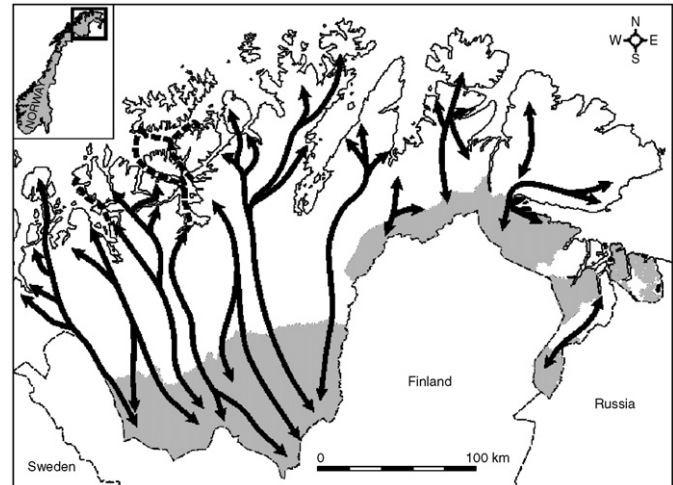 NORWAY
N
W E
S
Finland
Russia
Sweden
0 100 km